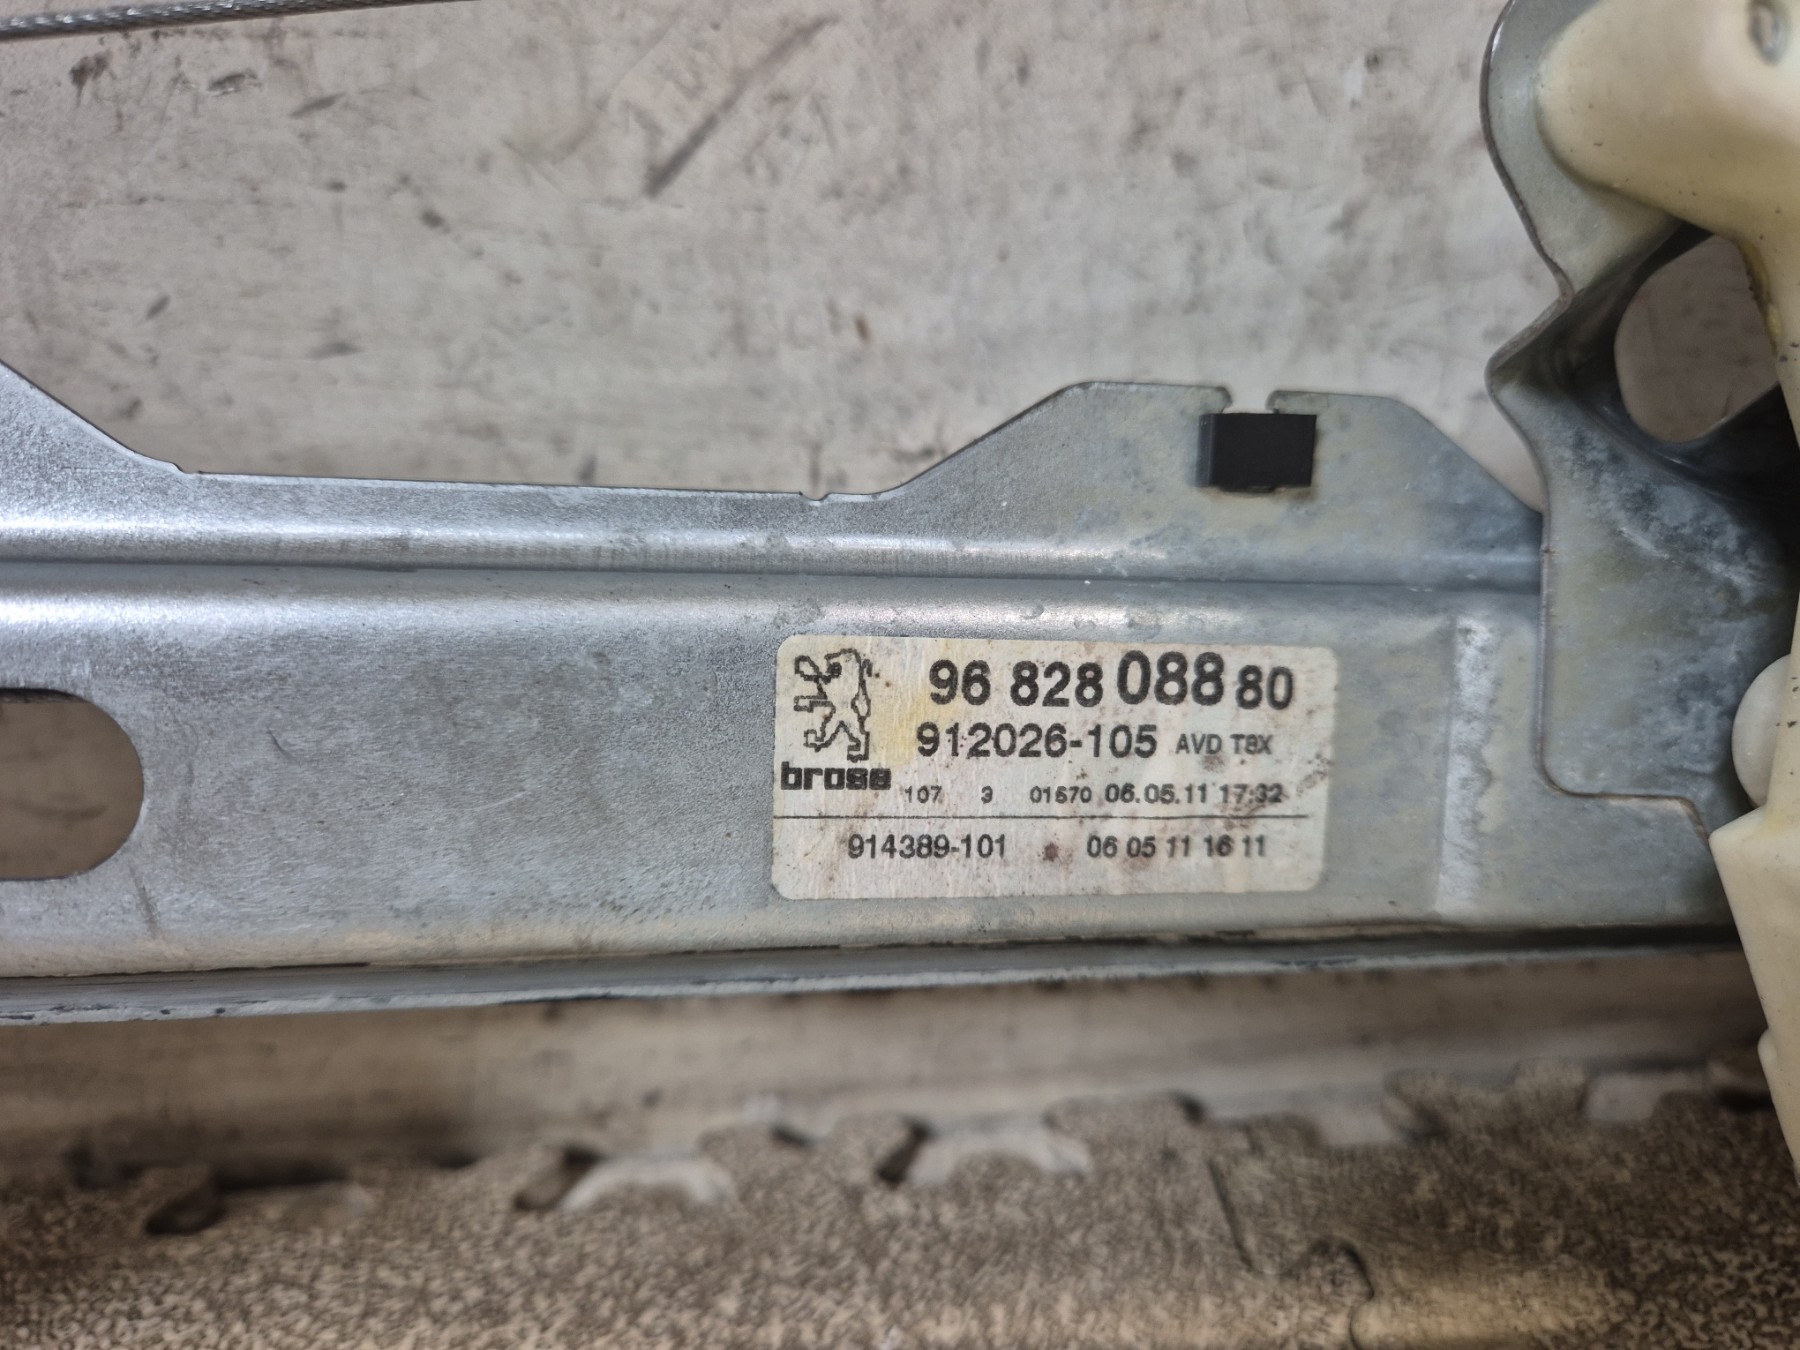 96 828 088 80
912026-105 AVD T8X
brose
107 3 01670 06.05.11 17:32
914389-101 06 05 11 16 11